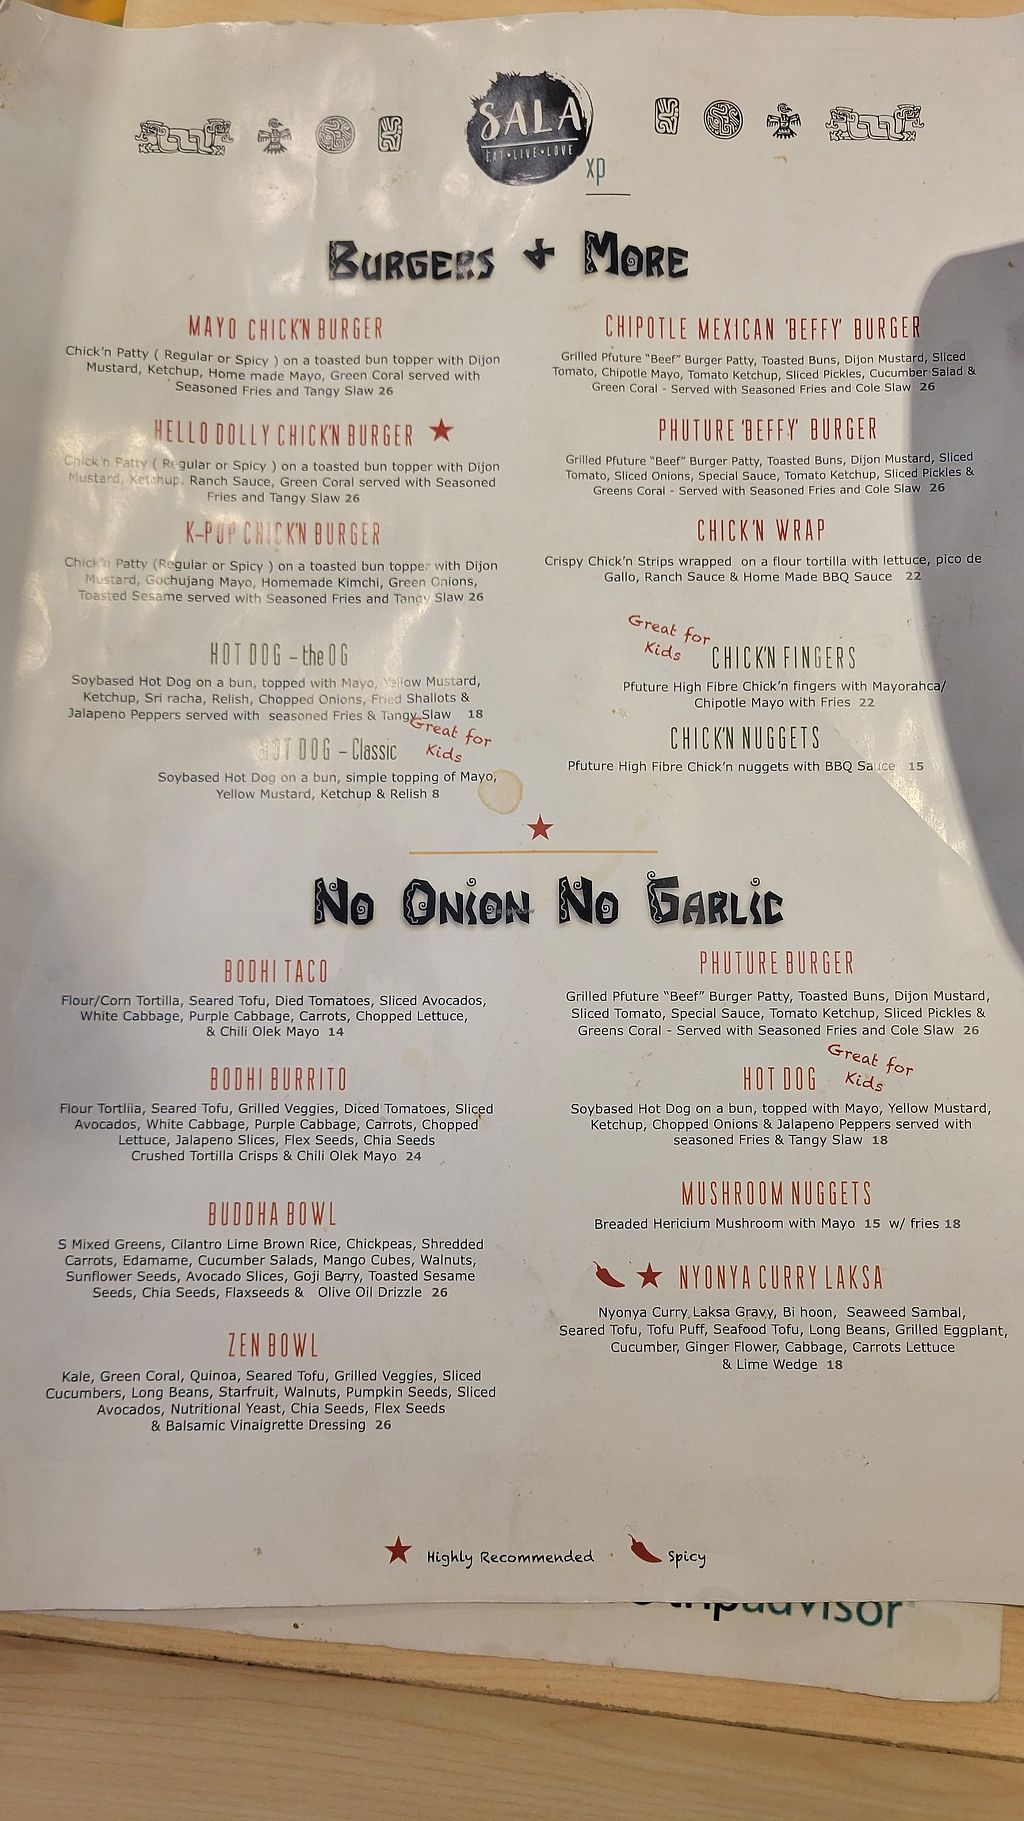 SALA
EAT•LIVE•LOVE
xp
BURGERS + MORE
MAYO CHICK'N BURGER
Chick'n Patty ( Regular or Spicy ) on a toasted bun topper with Dijon
Mustard, Ketchup, Home made Mayo, Green Coral served with
Seasoned Fries and Tangy Slaw 26
HELLO DOLLY CHICK'N BURGER
Chick'n Patty ( Regular or Spicy ) on a toasted bun topper with Dijon
Mustard, Ketchup, Ranch Sauce, Green Coral served with Seasoned
Fries and Tangy Slaw 26
K-POP CHICK'N BURGER
Chick'n Patty (Regular or Spicy ) on a toasted bun topper with Dijon
Mustard, Gochujang Mayo, Homemade Kimchi, Green Onions,
Toasted Sesame served with Seasoned Fries and Tangy Slaw 26
HOT DOG – the OG
Soybased Hot Dog on a bun, topped with Mayo, Yellow Mustard,
Ketchup, Sri racha, Relish, Chopped Onions, Fried Shallots &
Jalapeno Peppers served with seasoned Fries & Tangy Slaw 18
Great for
Kids
HOT DOG – Classic
Soybased Hot Dog on a bun, simple topping of Mayo,
Yellow Mustard, Ketchup & Relish 8
CHIPOTLE MEXICAN 'BEFFY' BURGER
Grilled Pfuture “Beef” Burger Patty, Toasted Buns, Dijon Mustard, Sliced
Tomato, Chipotle Mayo, Tomato Ketchup, Sliced Pickles, Cucumber Salad &
Green Coral - Served with Seasoned Fries and Cole Slaw 26
PHUTURE 'BEFFY' BURGER
Grilled Pfuture “Beef” Burger Patty, Toasted Buns, Dijon Mustard, Sliced
Tomato, Sliced Onions, Special Sauce, Tomato Ketchup, Sliced Pickles &
Greens Coral - Served with Seasoned Fries and Cole Slaw 26
CHICK'N WRAP
Crispy Chick'n Strips wrapped on a flour tortilla with lettuce, pico de
Gallo, Ranch Sauce & Home Made BBQ Sauce 22
Great for
Kids
CHICK'N FINGERS
Pfuture High Fibre Chick'n fingers with Mayorahca/
Chipotle Mayo with Fries 22
CHICK'N NUGGETS
Pfuture High Fibre Chick'n nuggets with BBQ Sauce 15
NO ONION NO GARLIC
BODHI TACO
Flour/Corn Tortilla, Seared Tofu, Died Tomatoes, Sliced Avocados,
White Cabbage, Purple Cabbage, Carrots, Chopped Lettuce,
& Chili Olek Mayo 14
BODHI BURRITO
Flour Tortliia, Seared Tofu, Grilled Veggies, Diced Tomatoes, Sliced
Avocados, White Cabbage, Purple Cabbage, Carrots, Chopped
Lettuce, Jalapeno Slices, Flex Seeds, Chia Seeds
Crushed Tortilla Crisps & Chili Olek Mayo 24
BUDDHA BOWL
S Mixed Greens, Cilantro Lime Brown Rice, Chickpeas, Shredded
Carrots, Edamame, Cucumber Salads, Mango Cubes, Walnuts,
Sunflower Seeds, Avocado Slices, Goji Berry, Toasted Sesame
Seeds, Chia Seeds, Flaxseeds & Olive Oil Drizzle 26
ZEN BOWL
Kale, Green Coral, Quinoa, Seared Tofu, Grilled Veggies, Sliced
Cucumbers, Long Beans, Starfruit, Walnuts, Pumpkin Seeds, Sliced
Avocados, Nutritional Yeast, Chia Seeds, Flex Seeds
& Balsamic Vinaigrette Dressing 26
PHUTURE BURGER
Grilled Pfuture “Beef” Burger Patty, Toasted Buns, Dijon Mustard,
Sliced Tomato, Special Sauce, Tomato Ketchup, Sliced Pickles &
Greens Coral - Served with Seasoned Fries and Cole Slaw 26
Great for
Kids
HOT DOG
Soybased Hot Dog on a bun, topped with Mayo, Yellow Mustard,
Ketchup, Chopped Onions & Jalapeno Peppers served with
seasoned Fries & Tangy Slaw 18
MUSHROOM NUGGETS
Breaded Hericium Mushroom with Mayo 15 w/ fries 18
NYONYA CURRY LAKSA
Nyonya Curry Laksa Gravy, Bi hoon, Seaweed Sambal,
Seared Tofu, Tofu Puff, Seafood Tofu, Long Beans, Grilled Eggplant,
Cucumber, Ginger Flower, Cabbage, Carrots Lettuce
& Lime Wedge 18
Highly Recommended
Spicy
tripadvisor